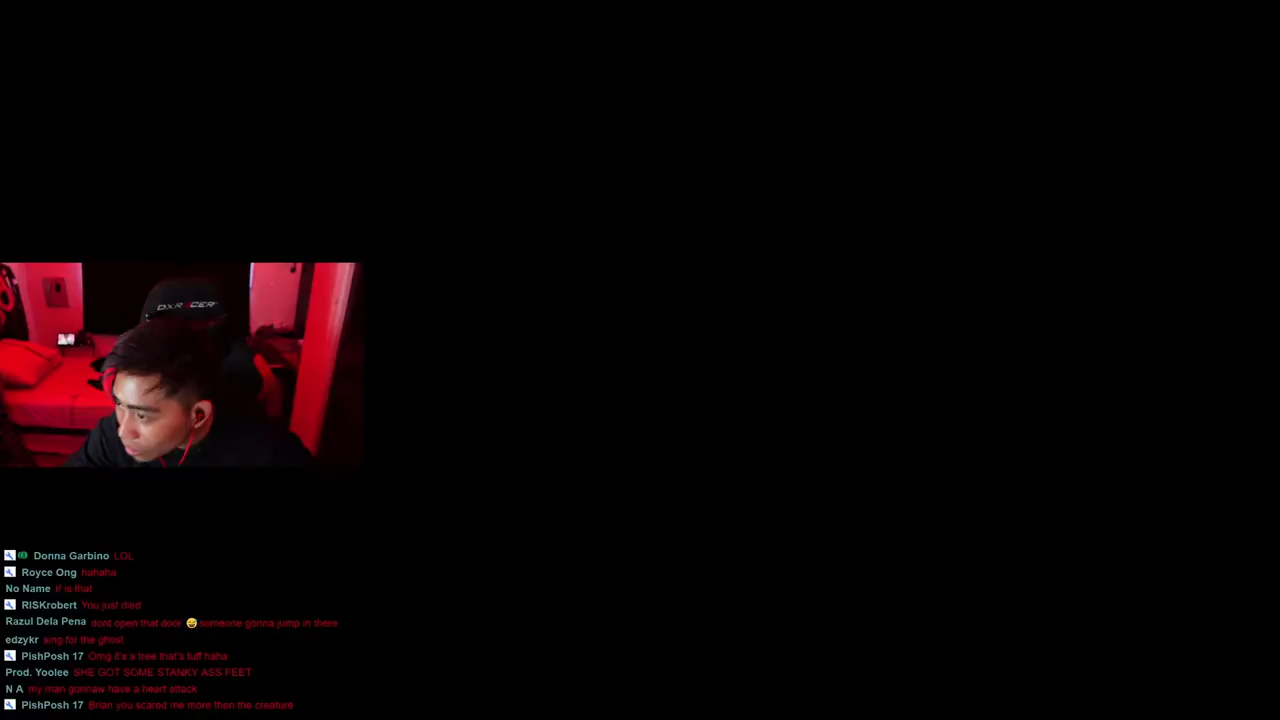 DXRACER
Donna Garbino LOL
Royce Ong hahaha
No Name tf is that
RISKrobert You just died
Razul Dela Pena dont open that door 😅 someone gonna jump in there
edzykr sing for the ghost
PishPosh 17 Omg it's a tree that's tuff haha
Prod. Yoolee SHE GOT SOME STANKY ASS FEET
N A my man gonnaw have a heart attack
PishPosh 17 Brian you scared me more then the creature